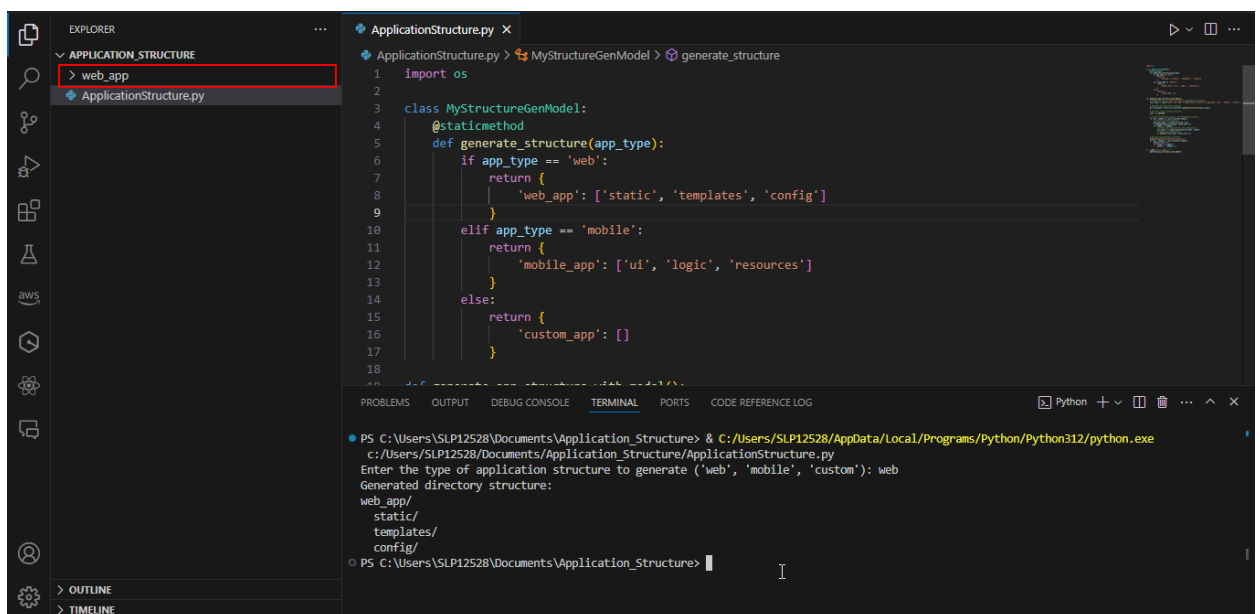 EXPLORER
APPLICATION_STRUCTURE
web_app
ApplicationStructure.py
aws
OUTLINE
TIMELINE
ApplicationStructure.py
ApplicationStructure.py > MyStructureGenModel > generate_structure
1 import os
2
3 class MyStructureGenModel:
4 @staticmethod
5 def generate_structure(app_type):
6 if app_type == 'web':
7 return {
8 'web_app': ['static', 'templates', 'config']
9 }
10 elif app_type == 'mobile':
11 return {
12 'mobile_app': ['ui', 'logic', 'resources']
13 }
14 else:
15 return {
16 'custom_app': []
17 }
18
PROBLEMS OUTPUT DEBUG CONSOLE TERMINAL PORTS CODE REFERENCE LOG Python
PS C:\Users\SLP12528\Documents\Application_Structure> & C:/Users/SLP12528/AppData/Local/Programs/Python/Python312/python.exe
c:/Users/SLP12528/Documents/Application_Structure/ApplicationStructure.py
Enter the type of application structure to generate ('web', 'mobile', 'custom'): web
Generated directory structure:
web_app/
static/
templates/
config/
PS C:\Users\SLP12528\Documents\Application_Structure>